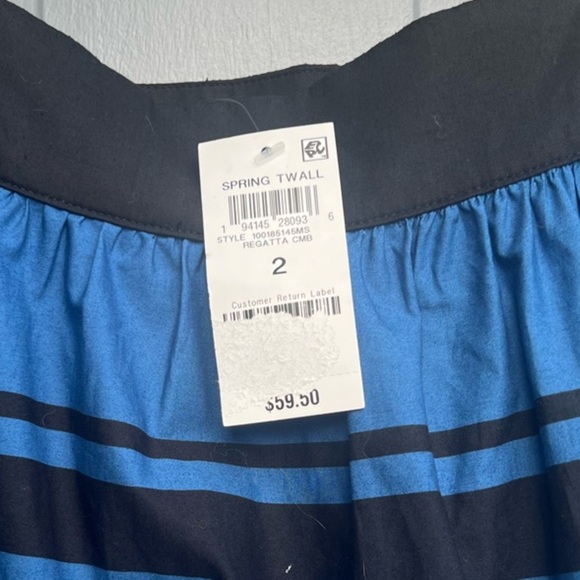 SPRING TWALL
1 94145 28093 6
STYLE 100185145MS
REGATTA CMB
2
Customer Return Label
$59.50